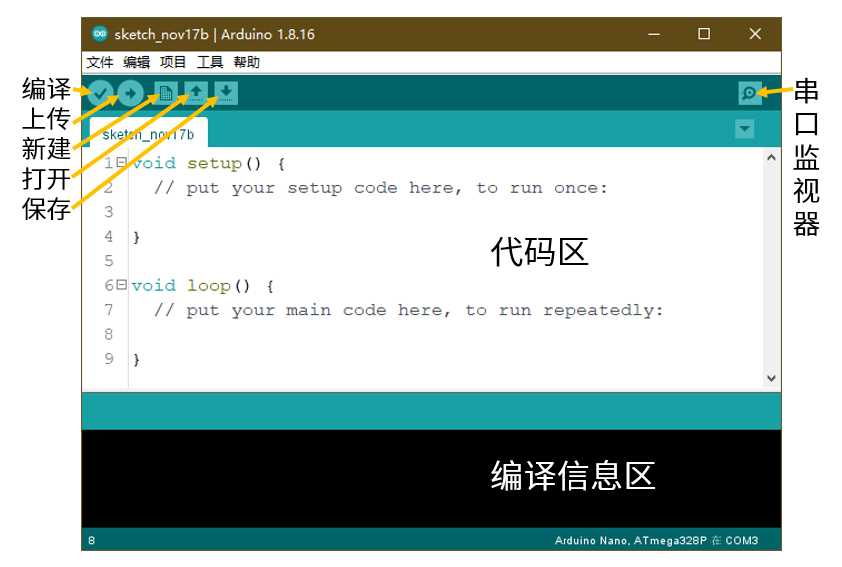 sketch_nov17b | Arduino 1.8.16
文件 编辑 项目 工具 帮助
编译
上传
新建
打开
保存
串口监视器
sketch_nov17b
1 void setup() {
2 // put your setup code here, to run once:
3
4 }
5
6 void loop() {
7 // put your main code here, to run repeatedly:
8
9 }
代码区
编译信息区
8
Arduino Nano, ATmega328P 在 COM3